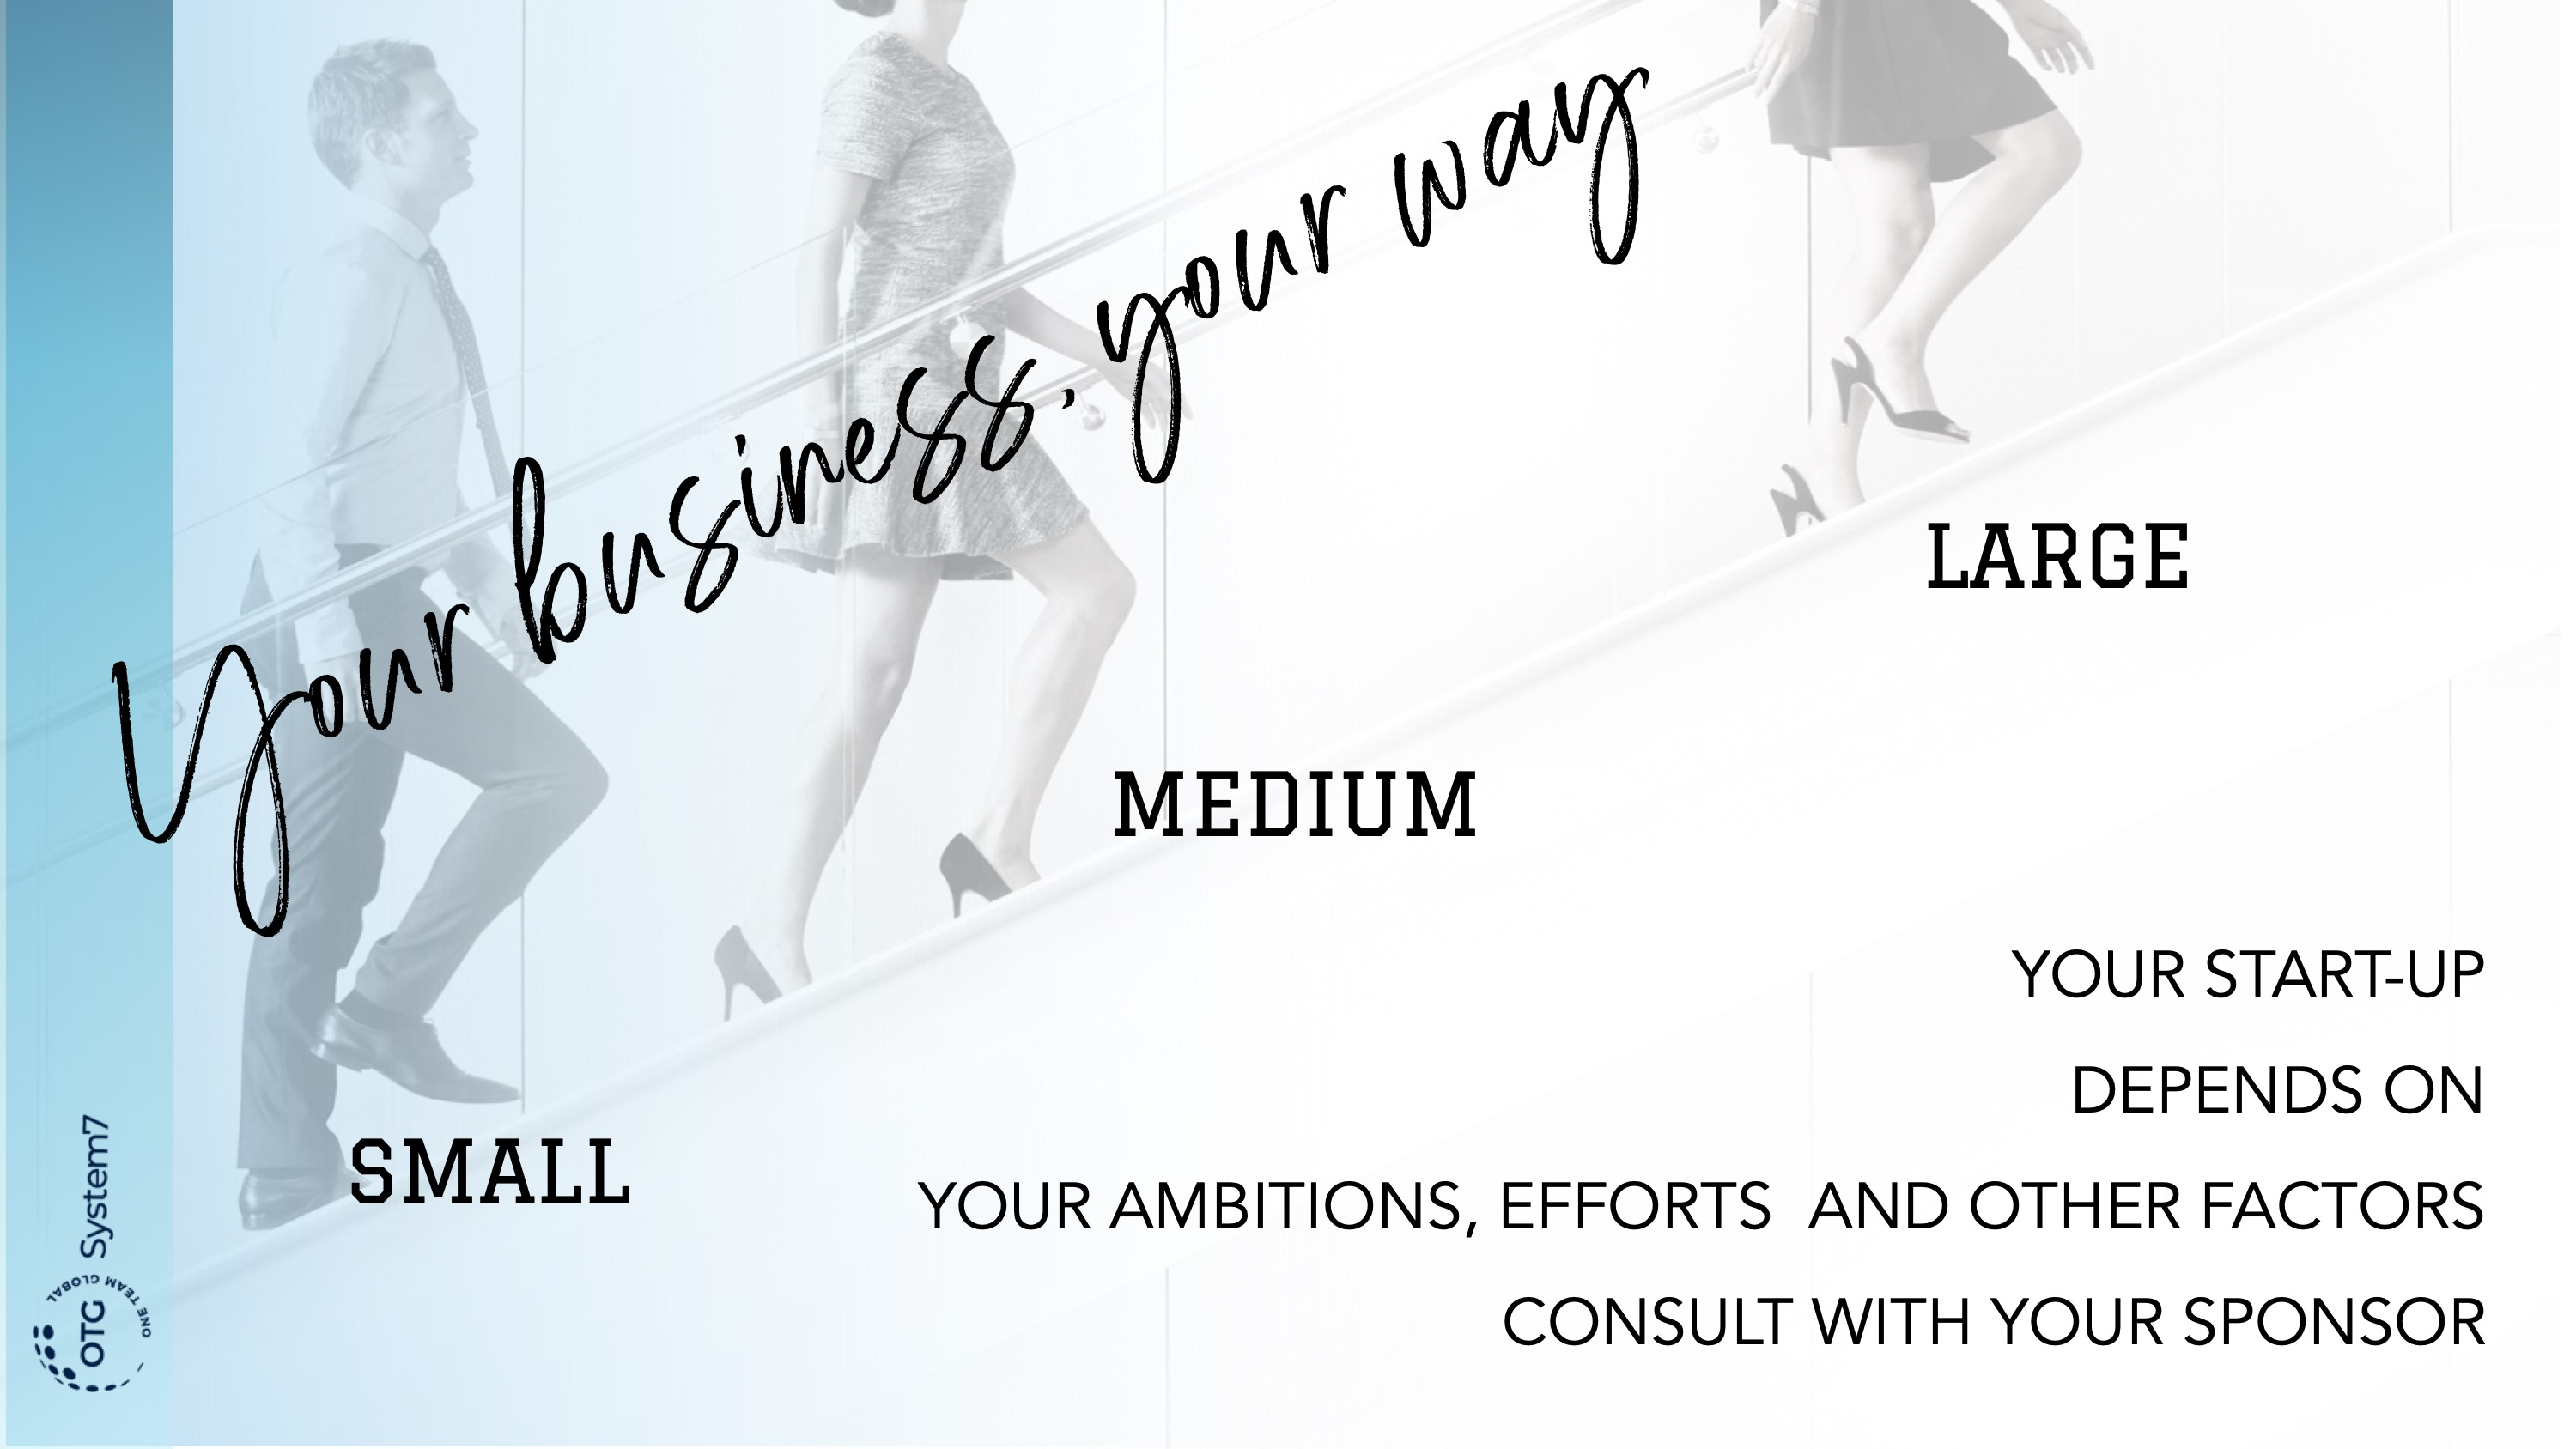 Your business, your way
LARGE
MEDIUM
SMALL
YOUR START-UP
DEPENDS ON
YOUR AMBITIONS, EFFORTS  AND OTHER FACTORS
CONSULT WITH YOUR SPONSOR
System7
OTG
ONE TEAM GLOBAL